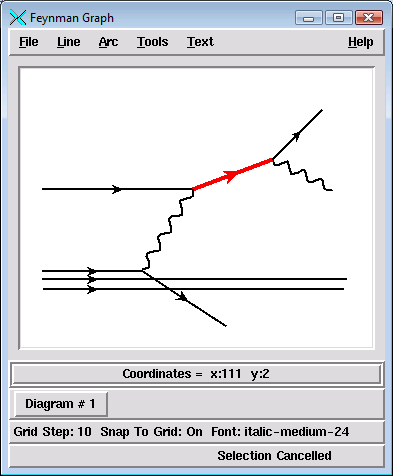 Feynman Graph
File Line Arc Tools Text Help
Coordinates = x:111 y:2
Diagram # 1
Grid Step: 10 Snap To Grid: On Font: italic-medium-24
Selection Cancelled